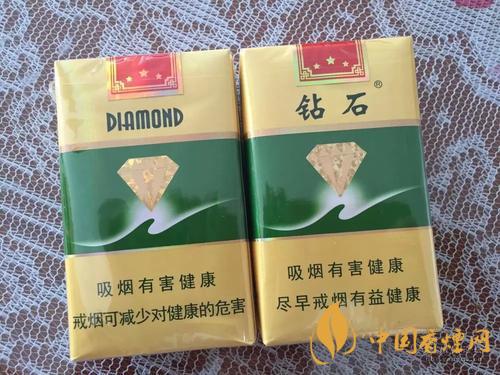 DIAMOND
吸烟有害健康
戒烟可减少对健康的危害
钻石®
吸烟有害健康
尽早戒烟有益健康
中国香烟网